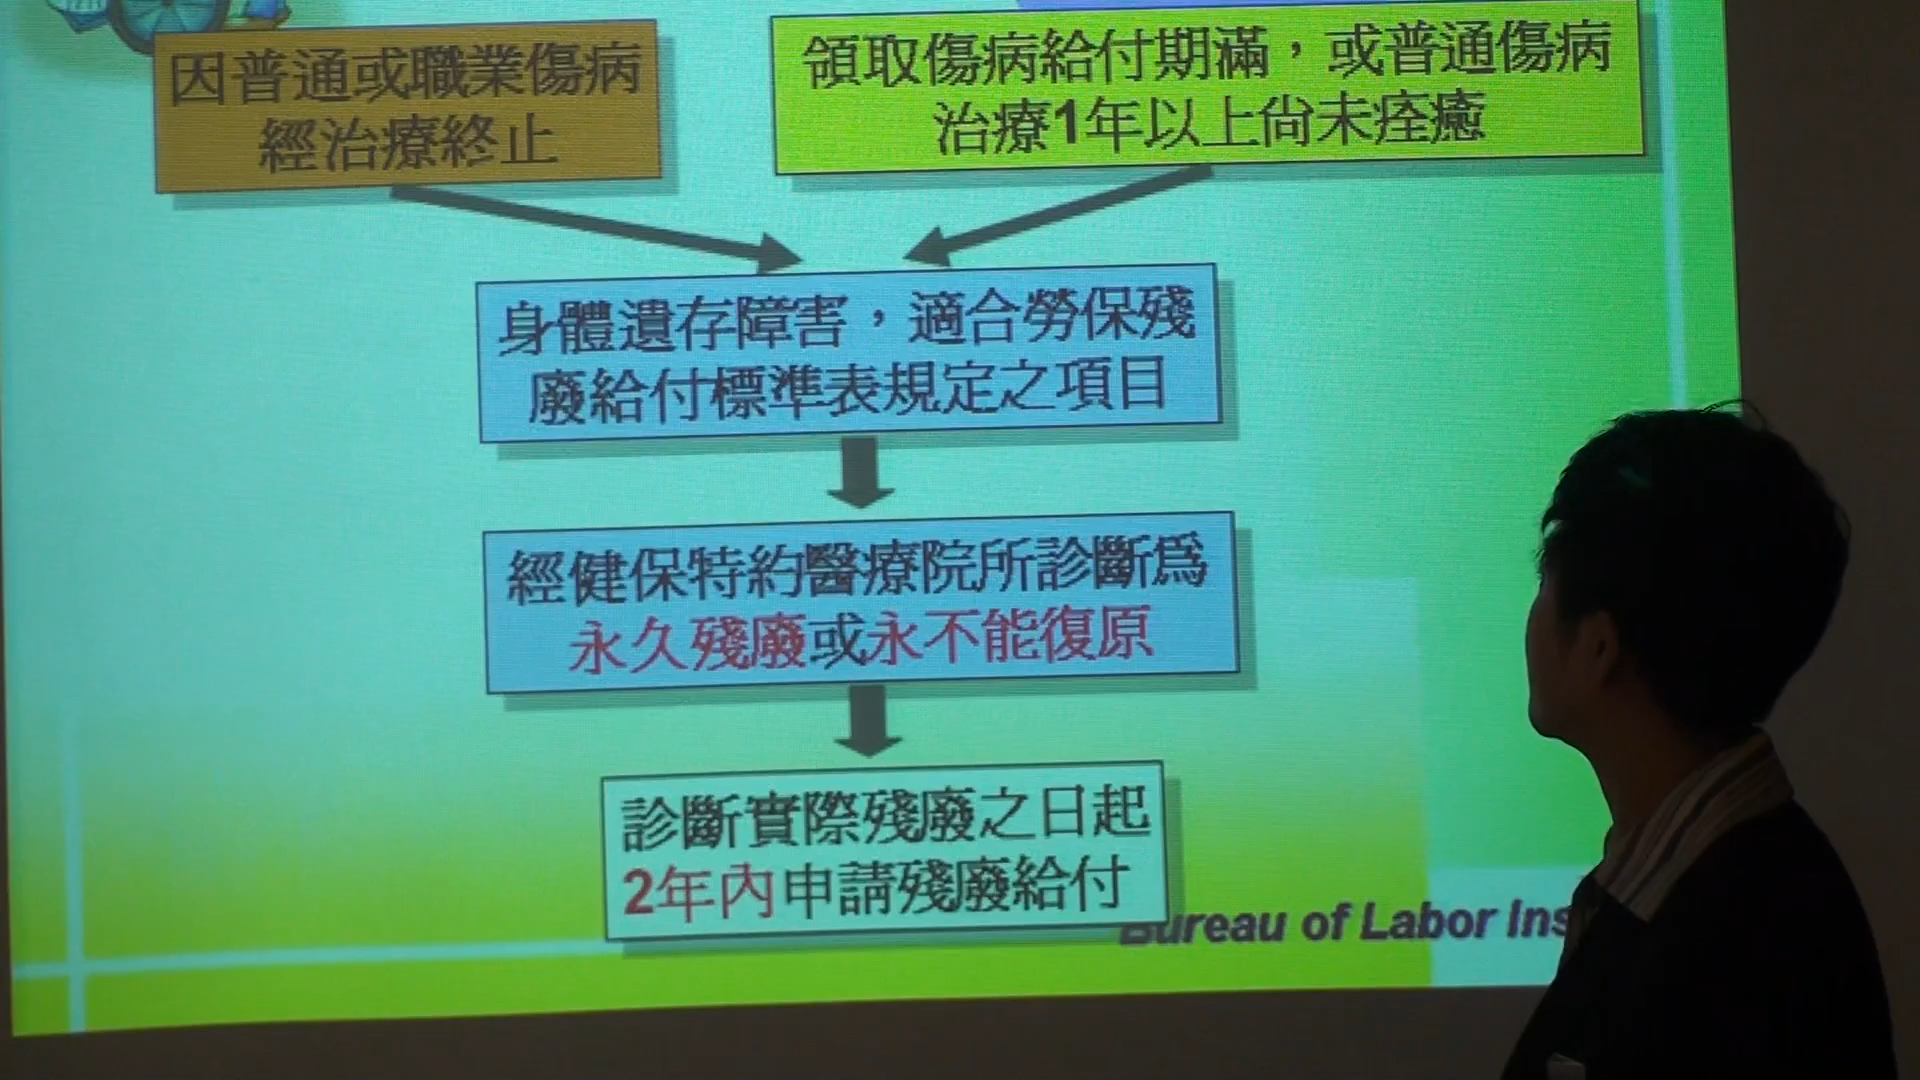 因普通或職業傷病
經治療終止
領取傷病給付期滿，或普通傷病
治療1年以上尚未痊癒
身體遺存障害，適合勞保殘
廢給付標準表規定之項目
經健保特約醫療院所診斷為
永久殘廢或永不能復原
診斷實際殘廢之日起
2年內申請殘廢給付
Bureau of Labor Ins